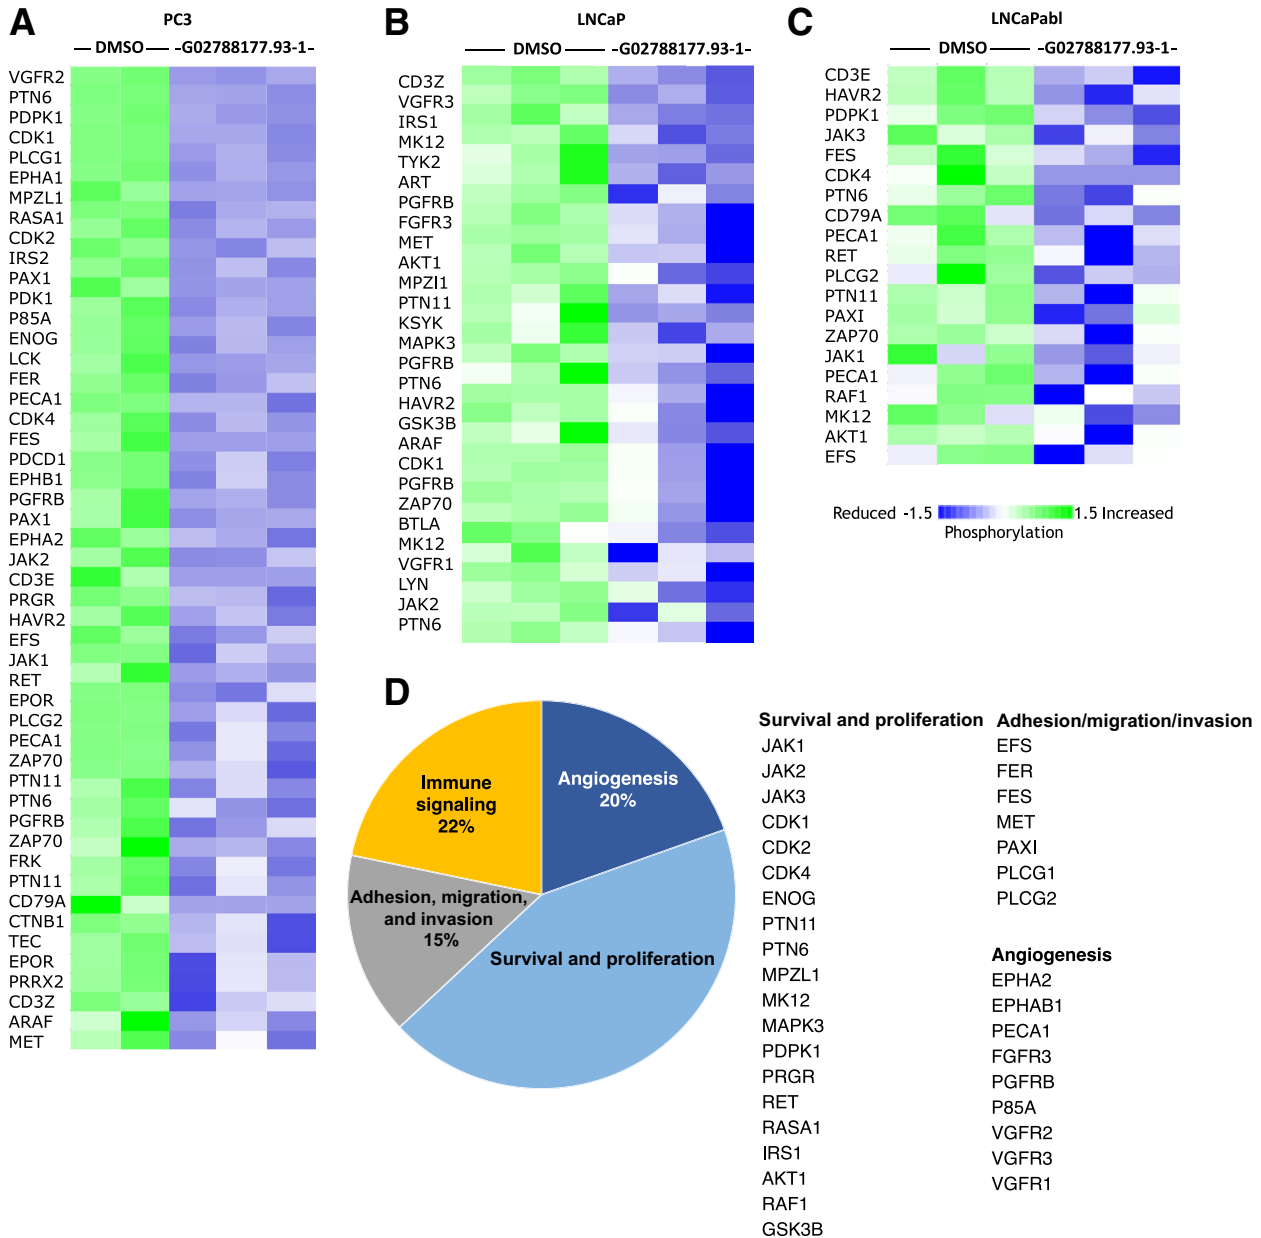 A
PC3
DMSO
-G02788177.93-1-
VGFR2
PTN6
PDPK1
CDK1
PLCG1
EPHA1
MPZL1
RASA1
CDK2
IRS2
PAX1
PDK1
P85A
ENOG
LCK
FER
PECA1
CDK4
FES
PDCD1
EPHB1
PGFRB
PAX1
EPHA2
JAK2
CD3E
PRGR
HAVR2
EFS
JAK1
RET
EPOR
PLCG2
PECA1
ZAP70
PTN11
PTN6
PGFRB
ZAP70
FRK
PTN11
CD79A
CTNB1
TEC
EPOR
PRRX2
CD3Z
ARAF
MET
B
LNCaP
DMSO
-G02788177.93-1-
CD3Z
VGFR3
IRS1
MK12
TYK2
ART
PGFRB
FGFR3
MET
AKT1
MPZI1
PTN11
KSYK
MAPK3
PGFRB
PTN6
HAVR2
GSK3B
ARAF
CDK1
PGFRB
ZAP70
BTLA
MK12
VGFR1
LYN
JAK2
PTN6
C
LNCaPabl
DMSO
-G02788177.93-1-
CD3E
HAVR2
PDPK1
JAK3
FES
CDK4
PTN6
CD79A
PECA1
RET
PLCG2
PTN11
PAXI
ZAP70
JAK1
PECA1
RAF1
MK12
AKT1
EFS
Reduced -1.5 1.5 Increased
Phosphorylation
D
Immune
signaling
22%
Angiogenesis
20%
Adhesion, migration,
and invasion
15%
Survival and proliferation
Survival and proliferation
JAK1
JAK2
JAK3
CDK1
CDK2
CDK4
ENOG
PTN11
PTN6
MPZL1
MK12
MAPK3
PDPK1
PRGR
RET
RASA1
IRS1
AKT1
RAF1
GSK3B
Adhesion/migration/invasion
EFS
FER
FES
MET
PAXI
PLCG1
PLCG2
Angiogenesis
EPHA2
EPHAB1
PECA1
FGFR3
PGFRB
P85A
VGFR2
VGFR3
VGFR1